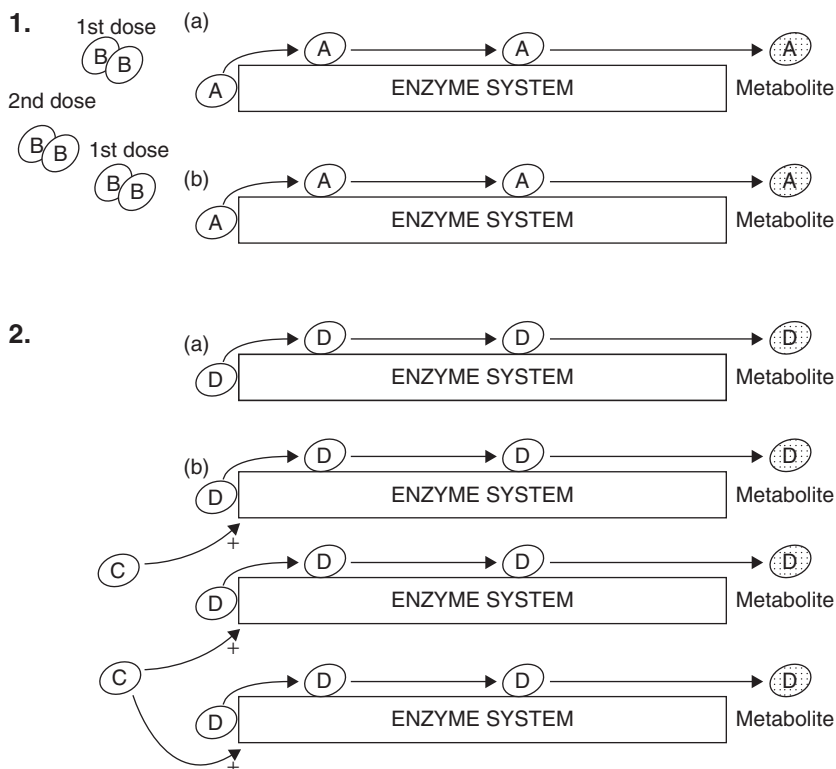 1.
1st dose
(a)
B B
A
A
A
A
ENZYME SYSTEM
Metabolite
2nd dose
B B
1st dose
B B
(b)
A
A
A
A
ENZYME SYSTEM
Metabolite
2.
(a)
D
D
D
D
ENZYME SYSTEM
Metabolite
(b)
D
D
D
D
ENZYME SYSTEM
Metabolite
+
C
D
D
D
D
ENZYME SYSTEM
Metabolite
+
C
D
D
D
D
ENZYME SYSTEM
Metabolite
+